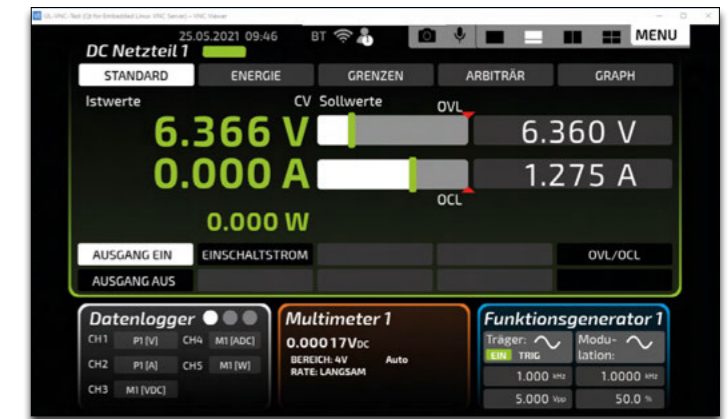 UL-VNC-Test (Qt for Embedded Linux VNC Server) - VNC Viewer
25.05.2021 09:46 BT MENU
DC Netzteil 1
STANDARD ENERGIE GRENZEN ARBITRÄR GRAPH
Istwerte CV Sollwerte OVL
6.366 V 6.360 V
0.000 A 1.275 A
OCL
0.000 W
AUSGANG EIN EINSCHALTSTROM OVL/OCL
AUSGANG AUS
Datenlogger
CH1 P1 [V] CH4 M1 [ADC]
CH2 P1 [A] CH5 M1 [W]
CH3 M1 [VDC]
Multimeter 1
0.00017VDC
BEREICH: 4V Auto
RATE: LANGSAM
Funktionsgenerator 1
Träger: Modu-
EIN TRIG lation:
1.000 kHz 1.0000 kHz
5.000 Vpp 50.0 %